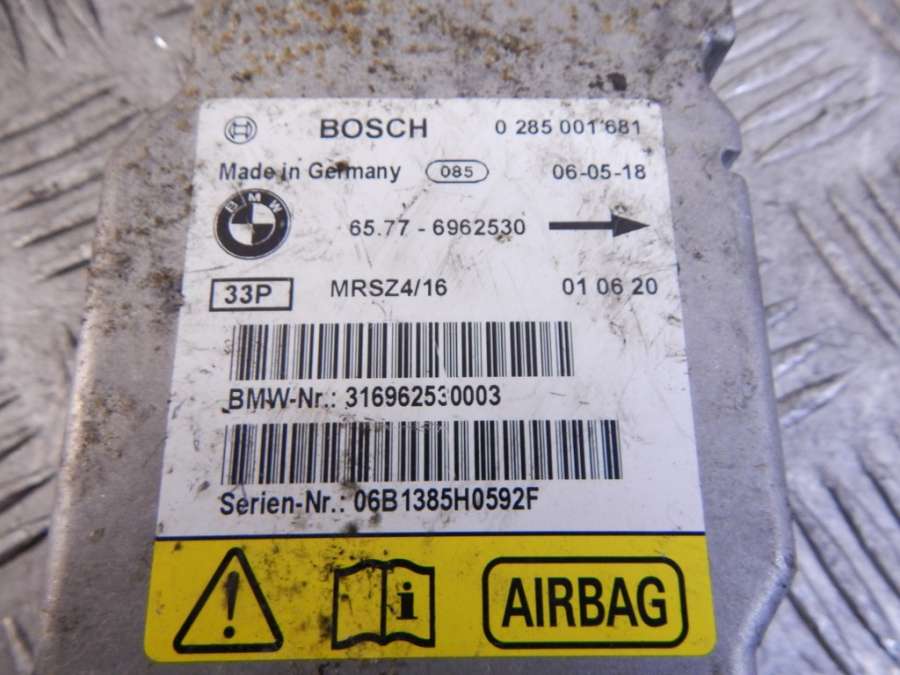 BOSCH 0 285 001 681
Made in Germany 085 06-05-18
BMW
65.77 - 6962530
33P MRSZ4/16 01 06 20
BMW-Nr.: 316962530003
Serien-Nr.: 06B1385H0592F
i AIRBAG